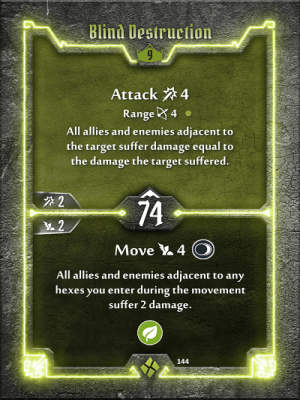 Blind Destruction
9
Attack 4
Range 4
All allies and enemies adjacent to
the target suffer damage equal to
the damage the target suffered.
2
74
2
Move 4
All allies and enemies adjacent to any
hexes you enter during the movement
suffer 2 damage.
144